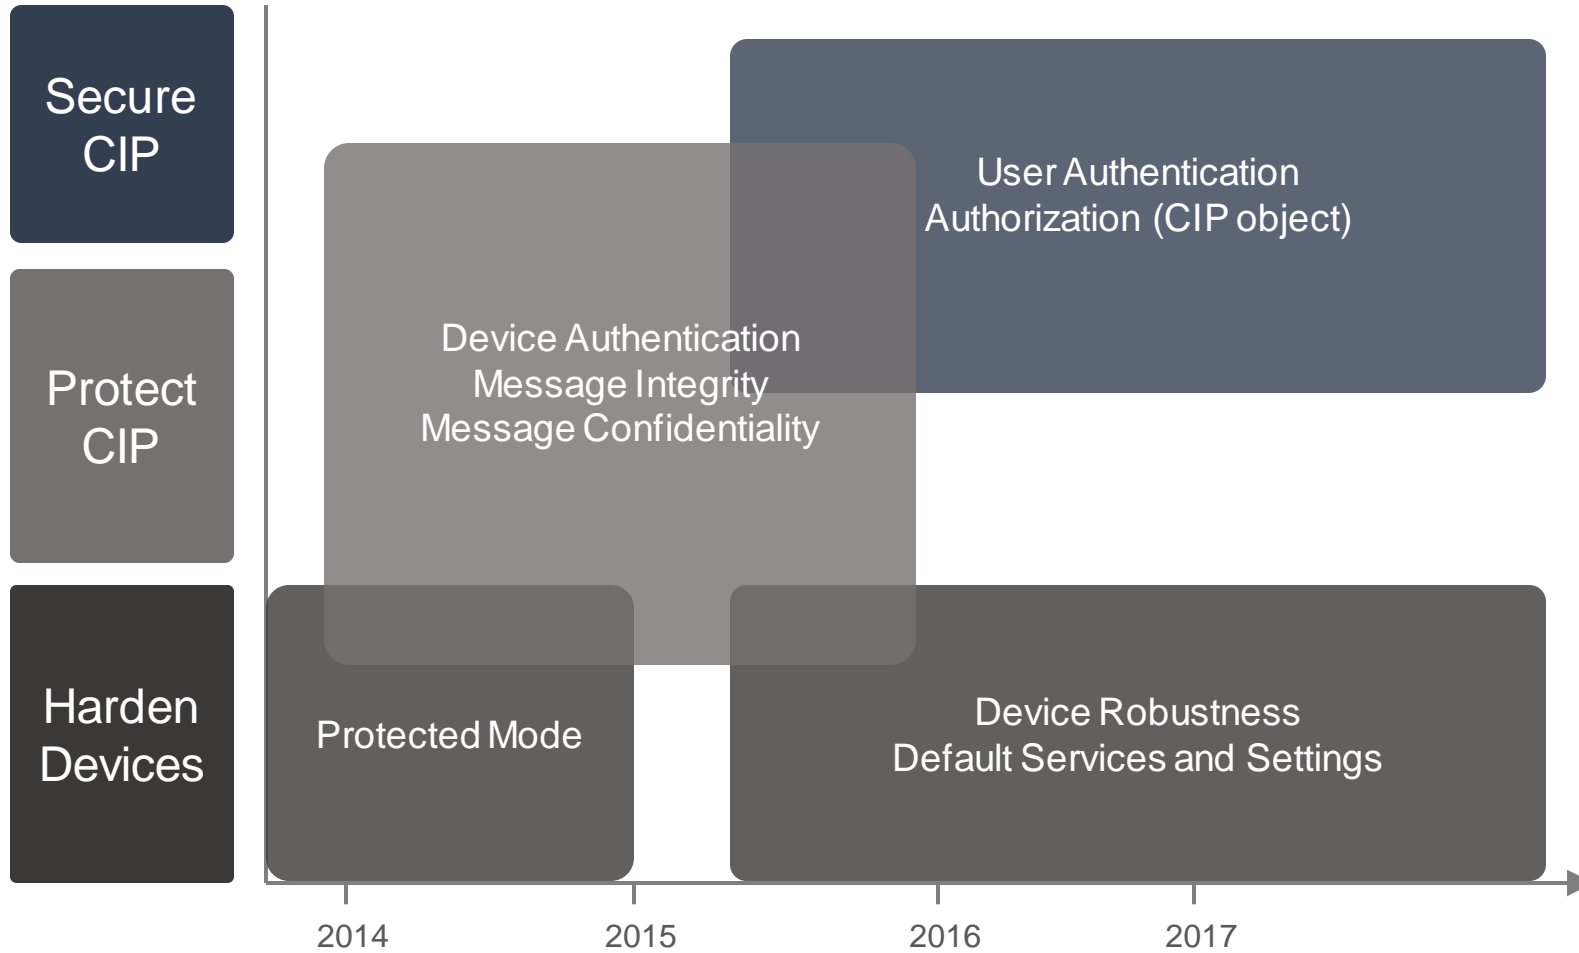 Secure
CIP
User Authentication
Authorization (CIP object)
Protect
CIP
Device Authentication
Message Integrity
Message Confidentiality
Harden
Devices
Protected Mode
Device Robustness
Default Services and Settings
2014
2015
2016
2017